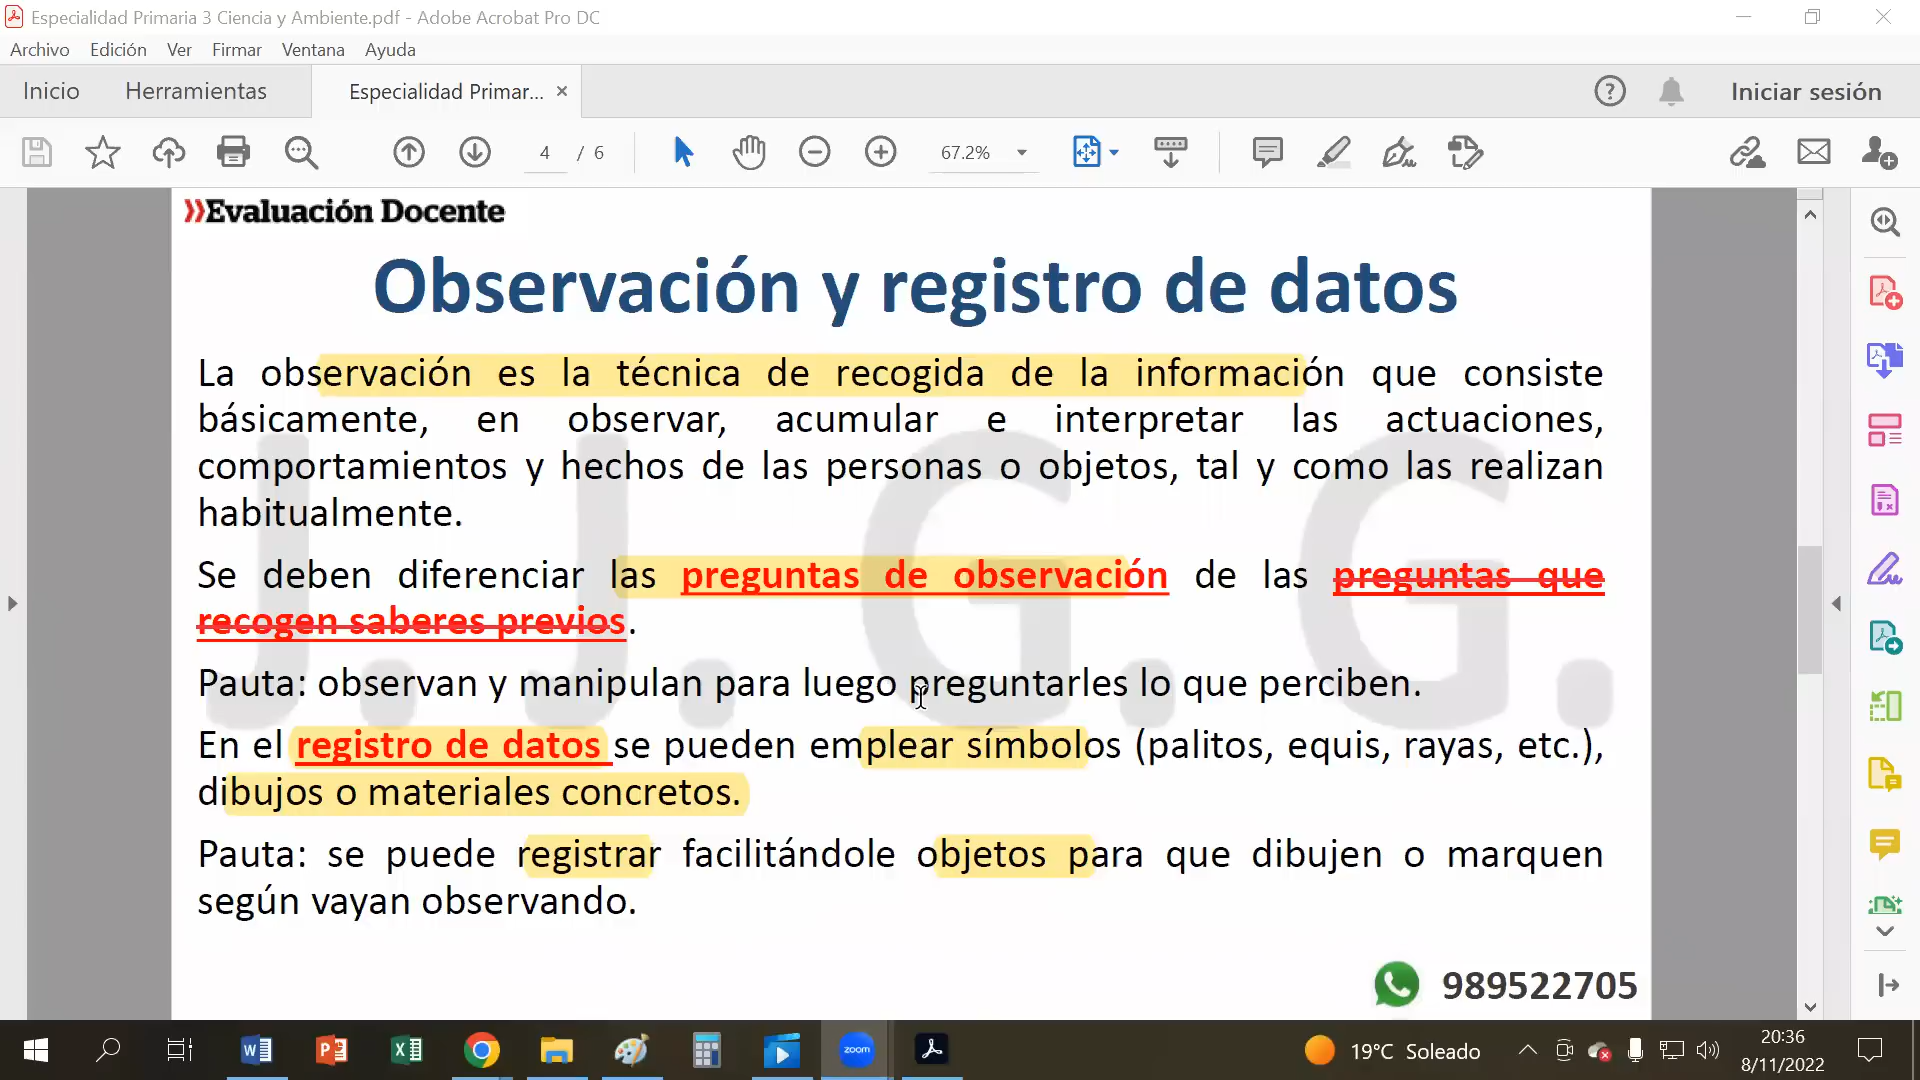 Especialidad Primaria 3 Ciencia y Ambiente.pdf - Adobe Acrobat Pro DC
Archivo Edición Ver Firmar Ventana Ayuda
Inicio Herramientas Especialidad Primar... × Iniciar sesión
4 / 6 67.2%
Evaluación Docente
Observación y registro de datos
La observación es la técnica de recogida de la información que consiste
básicamente, en observar, acumular e interpretar las actuaciones,
comportamientos y hechos de las personas o objetos, tal y como las realizan
habitualmente.
Se deben diferenciar las preguntas de observación de las preguntas que
recogen saberes previos.
Pauta: observan y manipulan para luego preguntarles lo que perciben.
En el registro de datos se pueden emplear símbolos (palitos, equis, rayas, etc.),
dibujos o materiales concretos.
Pauta: se puede registrar facilitándole objetos para que dibujen o marquen
según vayan observando.
J. J. G. G.
989522705
zoom
19°C Soleado
20:36
8/11/2022